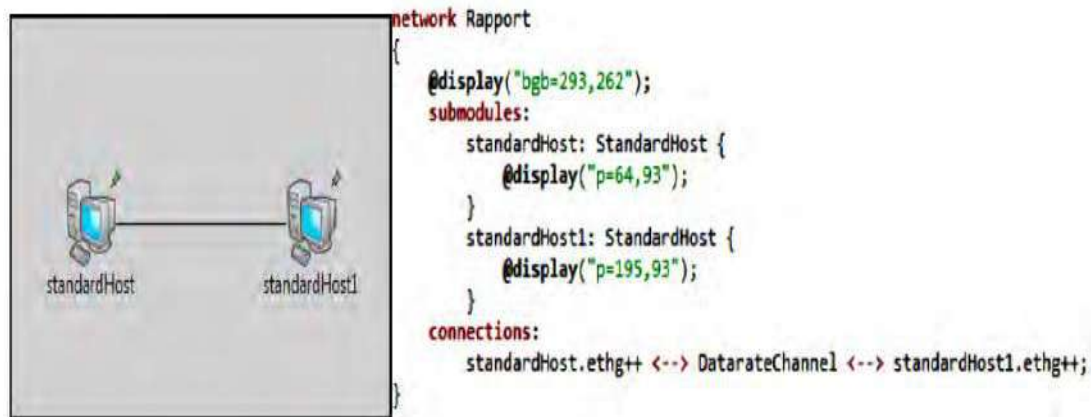 network Rapport
{
@display("bgb=293,262");
submodules:
standardHost: StandardHost {
@display("p=64,93");
}
standardHost1: StandardHost {
@display("p=195,93");
}
connections:
standardHost.ethg++ <--> DatarateChannel <--> standardHost1.ethg++;
}
standardHost
standardHost1